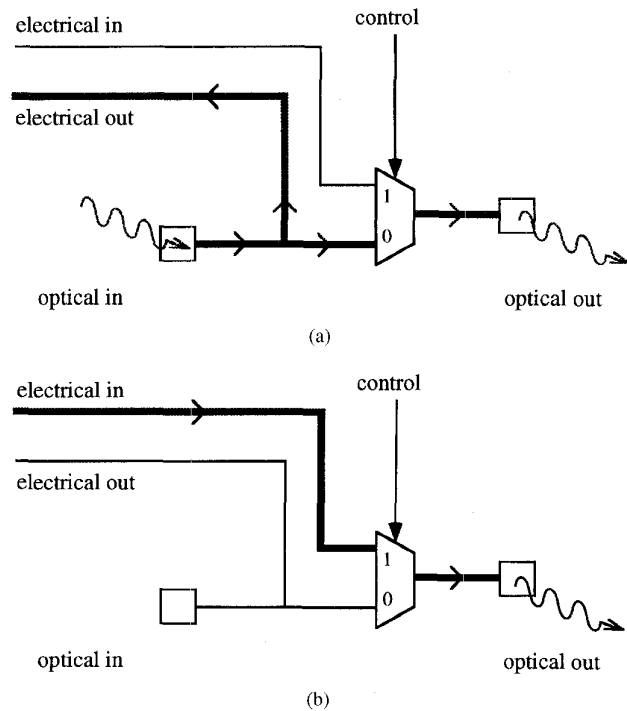 electrical in
control
electrical out
1
0
optical in
optical out
(a)
electrical in
control
electrical out
1
0
optical in
optical out
(b)